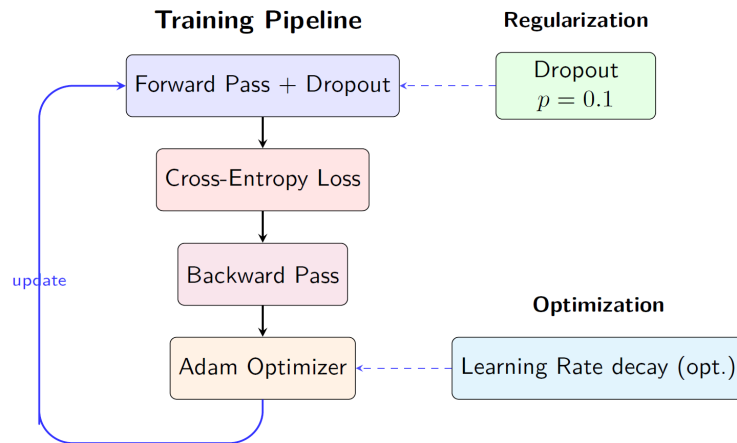 Training Pipeline
Regularization
Forward Pass + Dropout
Dropout
p = 0.1
Cross-Entropy Loss
Backward Pass
update
Optimization
Adam Optimizer
Learning Rate decay (opt.)